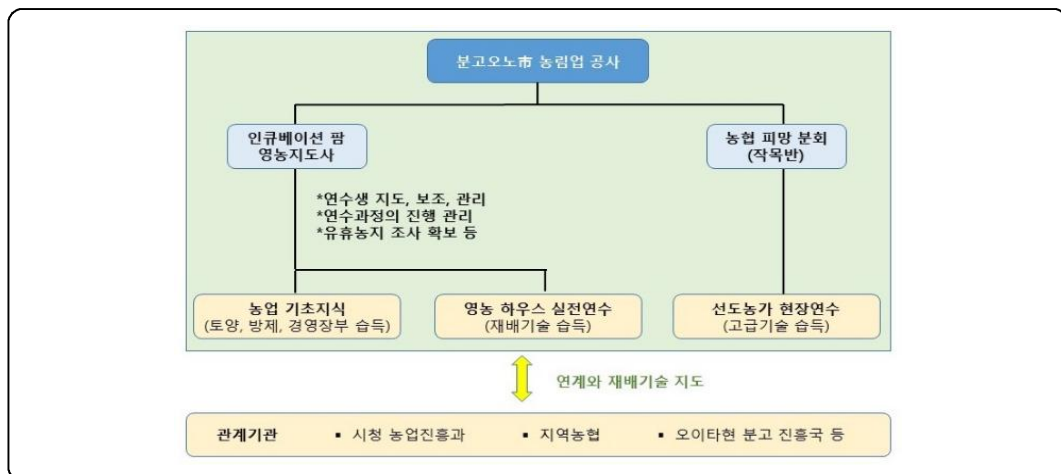 분고오노市 농림업 공사
인큐베이션 팜
영농지도사
농협 피망 분회
(작목반)
*연수생 지도, 보조, 관리
*연수과정의 진행 관리
*유휴농지 조사 확보 등
농업 기초지식
(토양, 방제, 경영장부 습득)
영농 하우스 실전연수
(재배기술 습득)
선도농가 현장연수
(고급기술 습득)
연계와 재배기술 지도
관계기관 ▪ 시청 농업진흥과 ▪ 지역농협 ▪ 오이타현 분고 진흥국 등